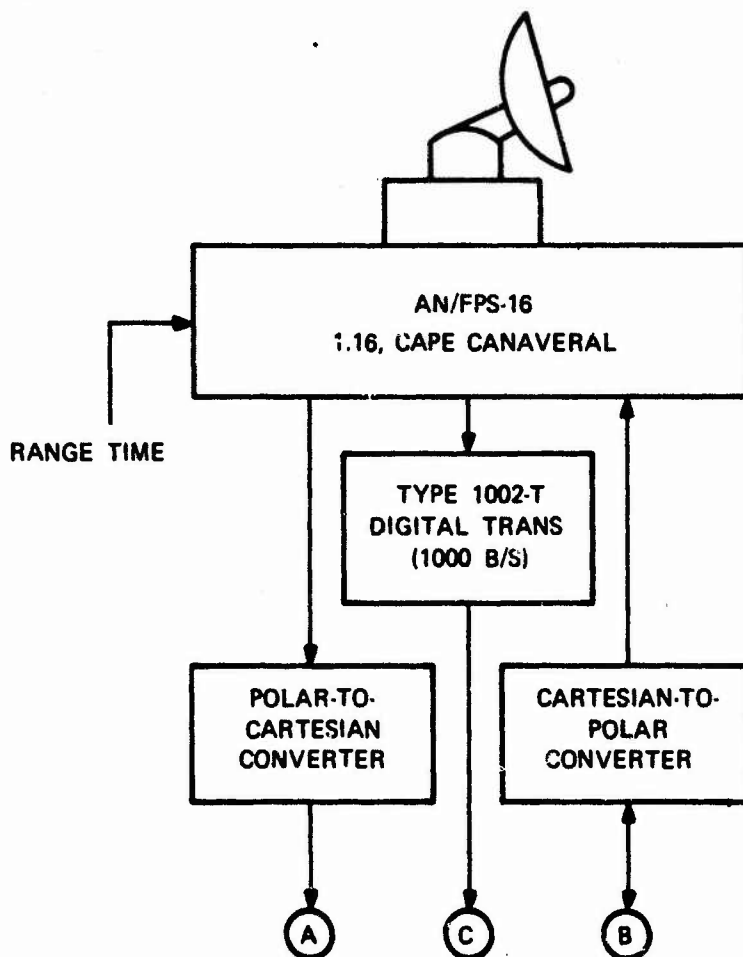 AN/FPS-16
1.16, CAPE CANAVERAL
RANGE TIME
TYPE 1002-T
DIGITAL TRANS
(1000 B/S)
POLAR-TO-
CARTESIAN
CONVERTER
CARTESIAN-TO-
POLAR
CONVERTER
A
C
B